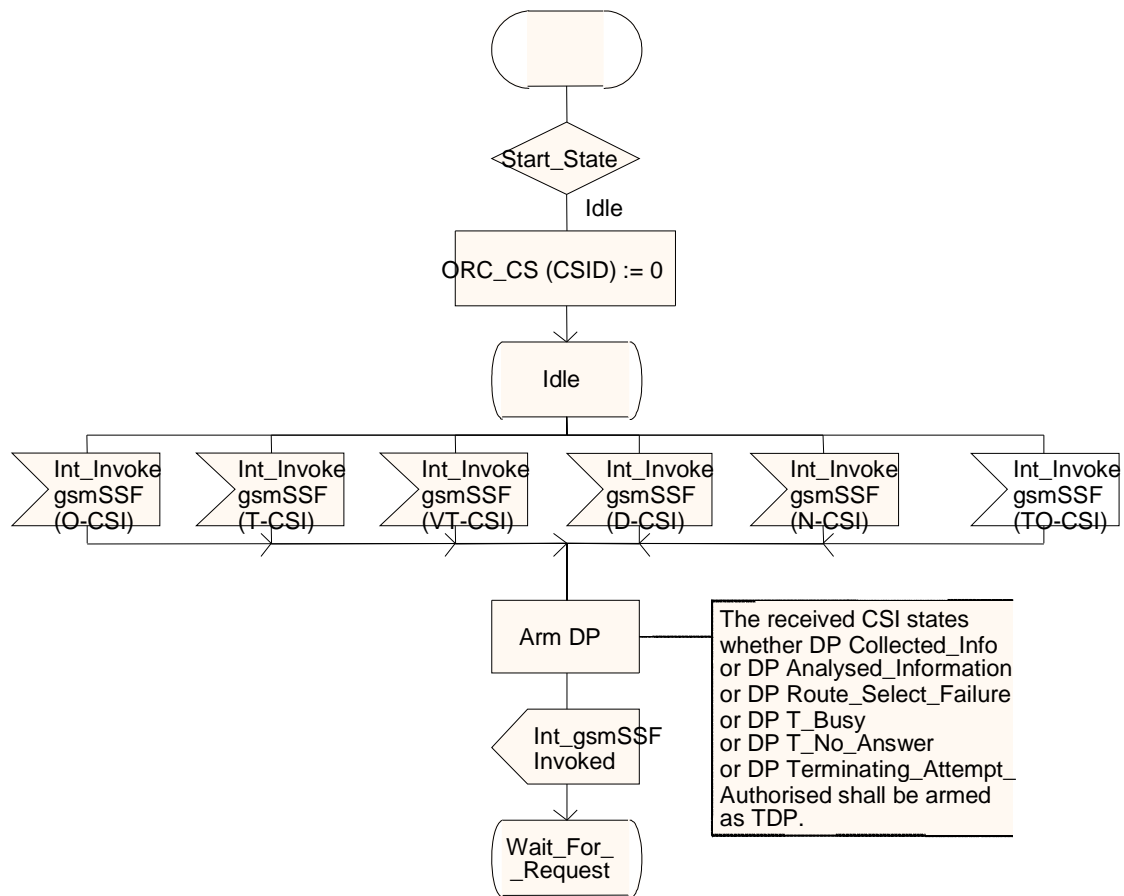 Start_State
Idle
ORC_CS (CSID) := 0
Idle
Int_Invoke
gsmSSF
(O-CSI)
Int_Invoke
gsmSSF
(T-CSI)
Int_Invoke
gsmSSF
(VT-CSI)
Int_Invoke
gsmSSF
(D-CSI)
Int_Invoke
gsmSSF
(N-CSI)
Int_Invoke
gsmSSF
(TO-CSI)
Arm DP
The received CSI states
whether DP Collected_Info
or DP Analysed_Information
or DP Route_Select_Failure
or DP T_Busy
or DP T_No_Answer
or DP Terminating_Attempt_
Authorised shall be armed
as TDP.
Int_gsmSSF
Invoked
Wait_For_
_Request